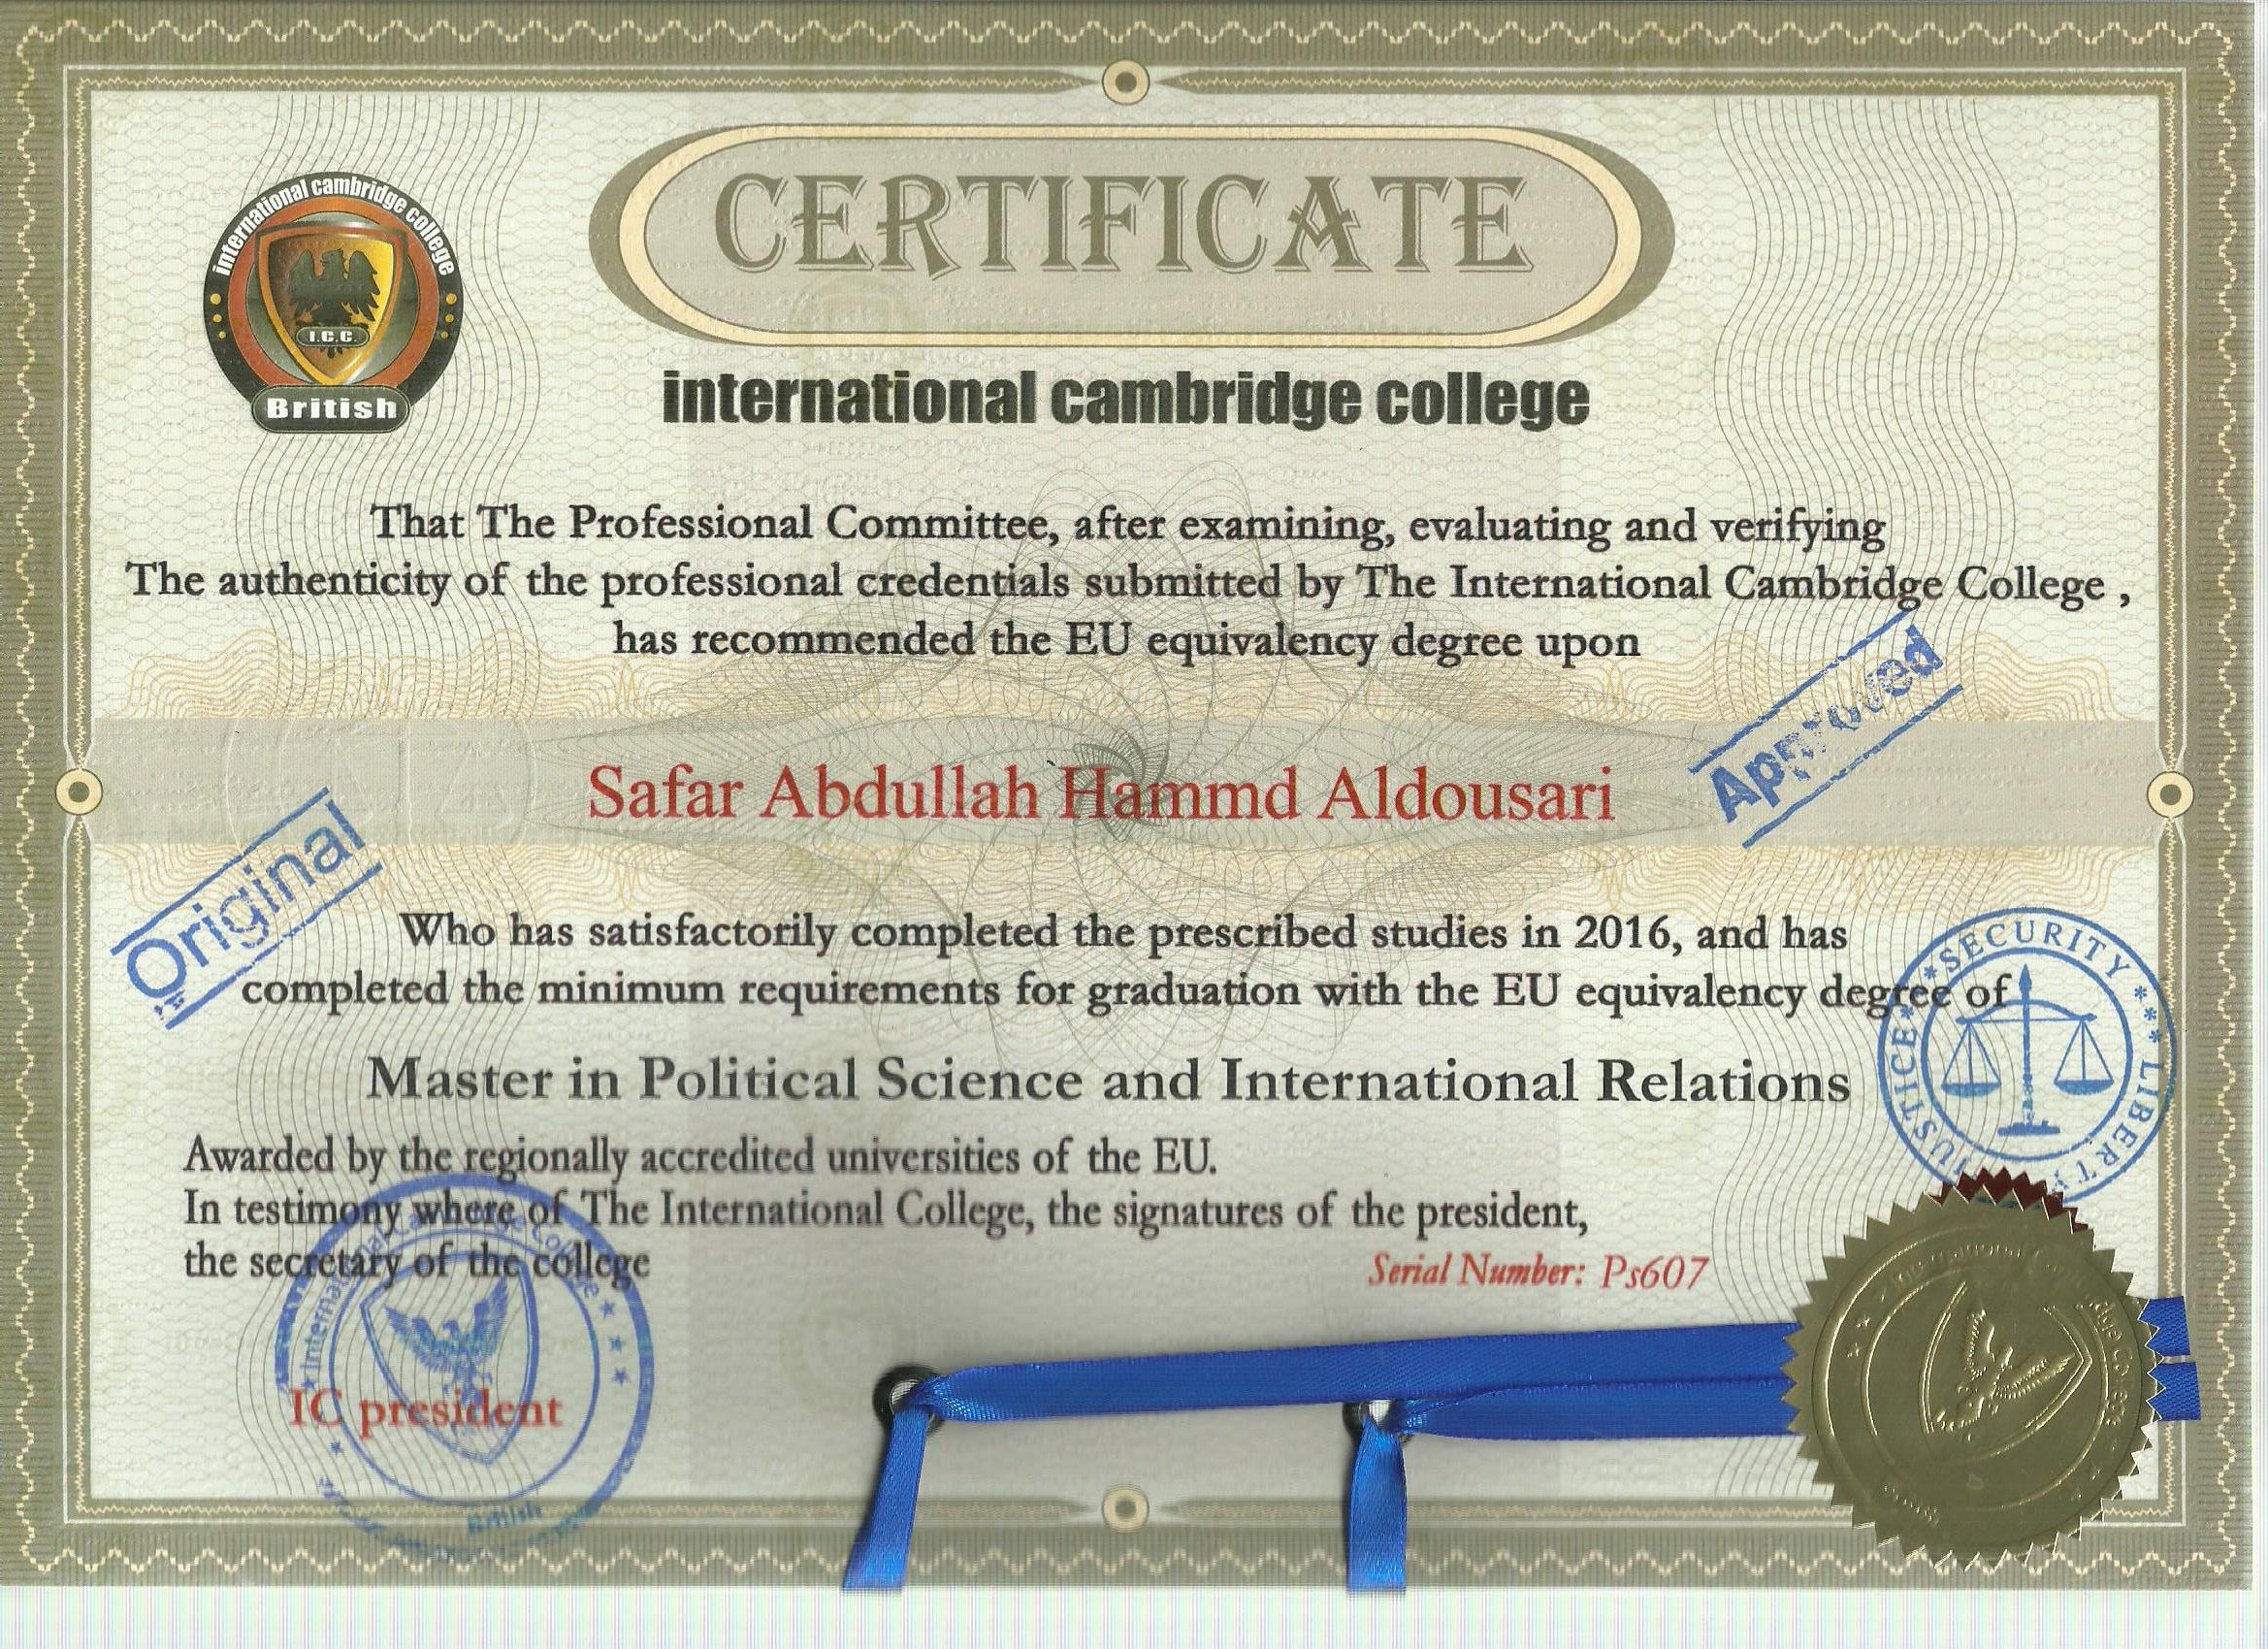 CERTIFICATE
international cambridge college
I.C.C.
British
international cambridge college
That The Professional Committee, after examining, evaluating and verifying
The authenticity of the professional credentials submitted by The International Cambridge College ,
has recommended the EU equivalency degree upon
Approved
Safar Abdullah Hammd Aldousari
Original
Who has satisfactorily completed the prescribed studies in 2016, and has
completed the minimum requirements for graduation with the EU equivalency degree of
JUSTICE * * SECURITY * * * LIBERTY
Master in Political Science and International Relations
Awarded by the regionally accredited universities of the EU.
In testimony where of The International College, the signatures of the president,
the secretary of the college
Serial Number: Ps607
IC president
British